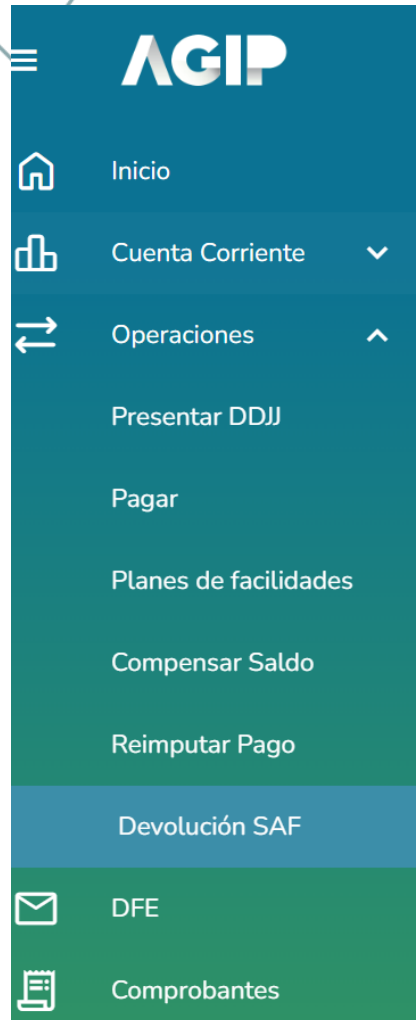 AGIP
Inicio
Cuenta Corriente
Operaciones
Presentar DDJJ
Pagar
Planes de facilidades
Compensar Saldo
Reimputar Pago
Devolución SAF
DFE
Comprobantes